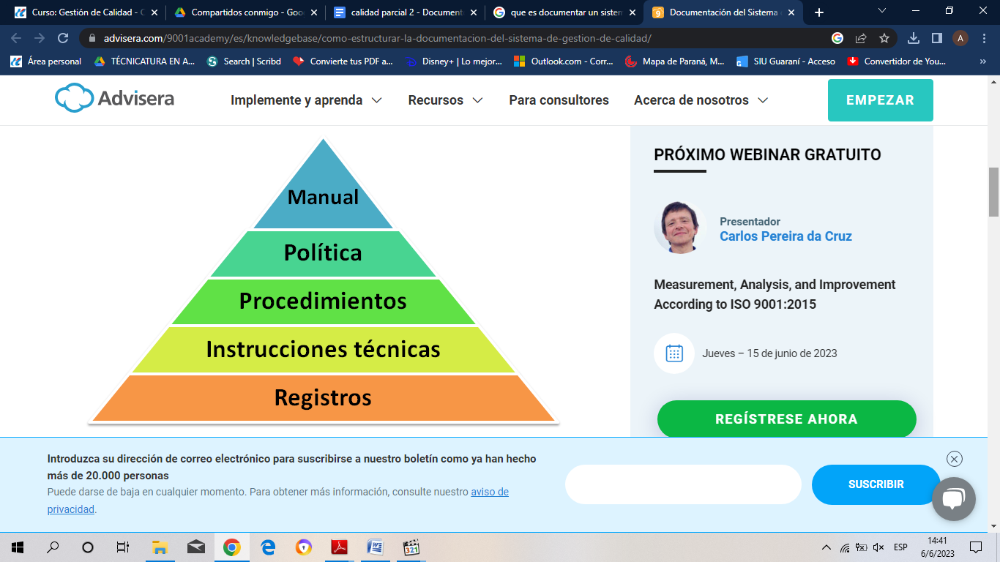 Curso: Gestión de Calidad - C
Compartidos conmigo - Goo
calidad parcial 2 - Document
que es documentar un sistem
Documentación del Sistema
advisera.com/9001academy/es/knowledgebase/como-estructurar-la-documentacion-del-sistema-de-gestion-de-calidad/
A
Área personal
TÉCNICATURA EN A...
Search | Scribd
Convierte tus PDF a...
Disney+ | Lo mejor...
Outlook.com - Corr...
Mapa de Paraná, M...
SIU Guaraní - Acceso
Convertidor de You...
»
Advisera
Implemente y aprenda
Recursos
Para consultores
Acerca de nosotros
EMPEZAR
Manual
Política
Procedimientos
Instrucciones técnicas
Registros
PRÓXIMO WEBINAR GRATUITO
Presentador
Carlos Pereira da Cruz
Measurement, Analysis, and Improvement
According to ISO 9001:2015
Jueves – 15 de junio de 2023
REGÍSTRESE AHORA
Introduzca su dirección de correo electrónico para suscribirse a nuestro boletín como ya han hecho
más de 20.000 personas
Puede darse de baja en cualquier momento. Para obtener más información, consulte nuestro aviso de
privacidad.
SUSCRIBIR
321
ESP
14:41
6/6/2023